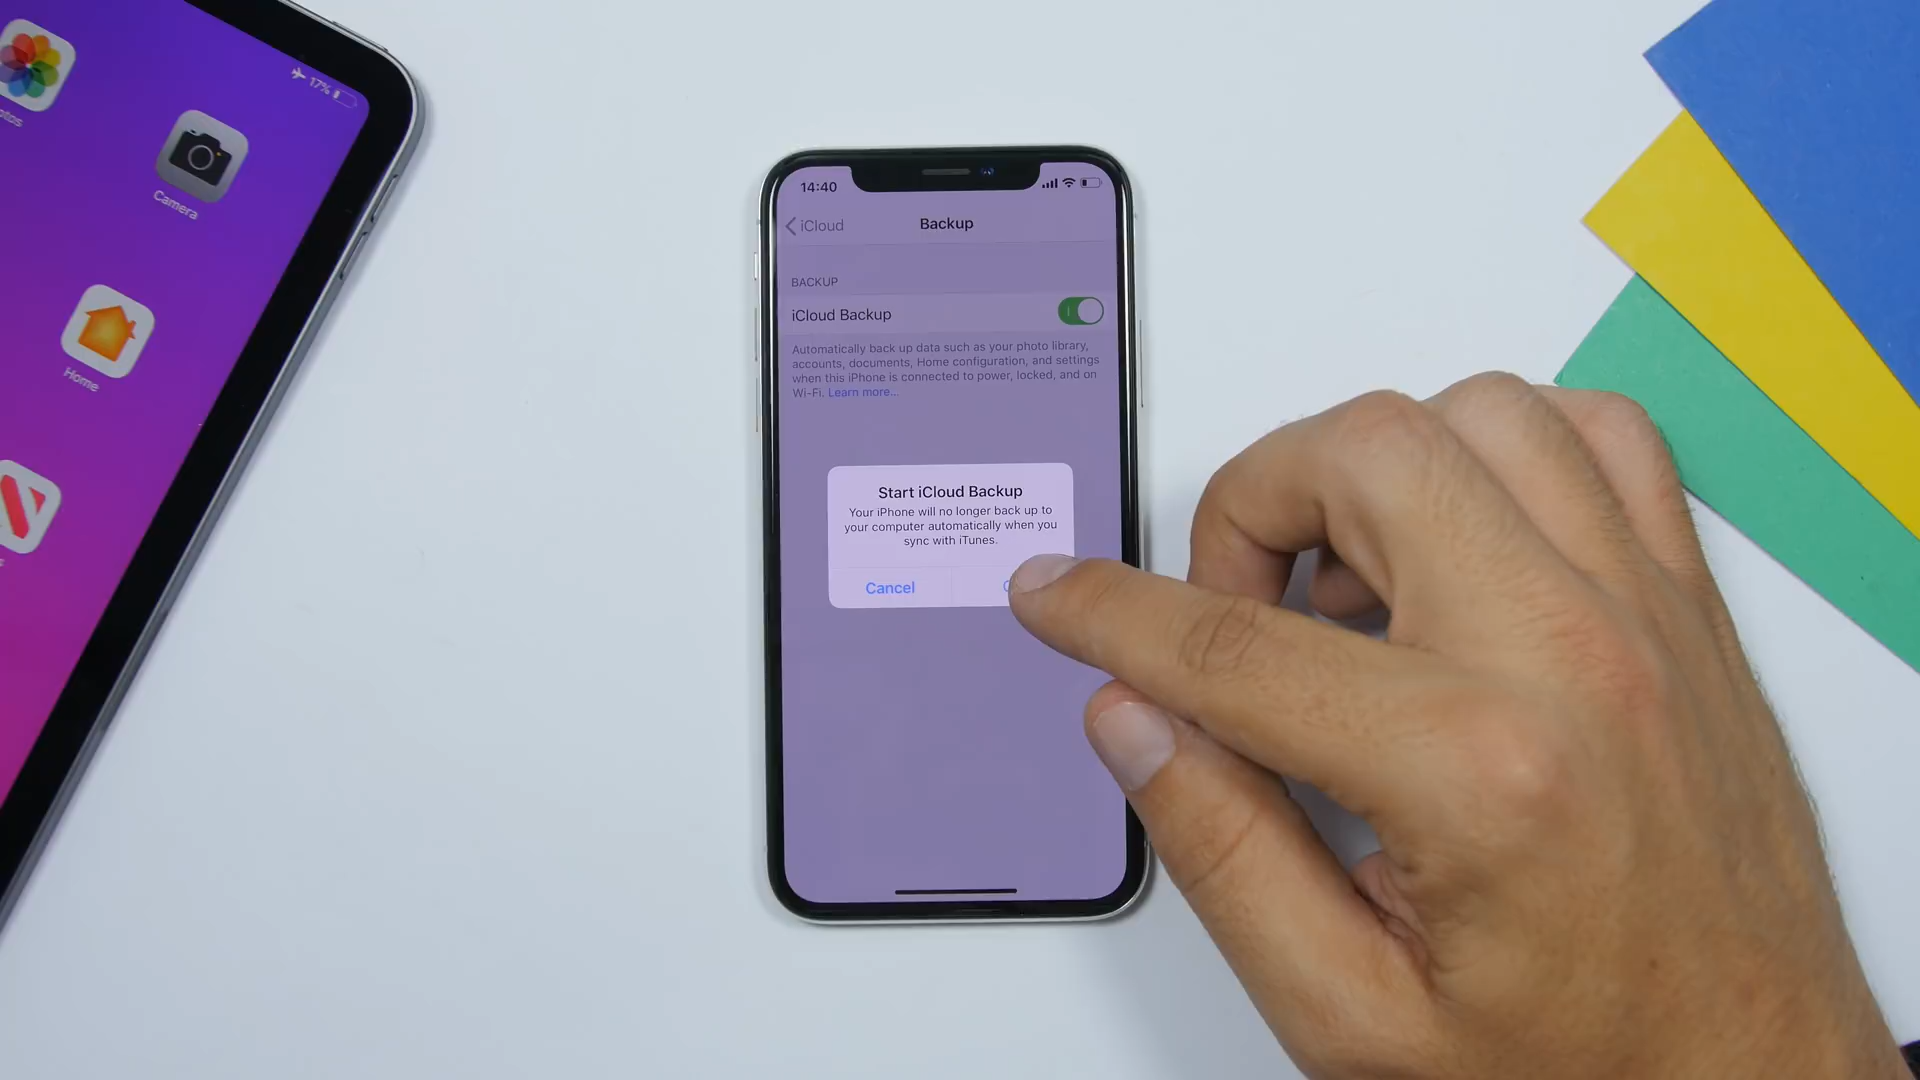 17%
Camera
Home
14:40
iCloud
Backup
BACKUP
iCloud Backup
Automatically back up data such as your photo library,
accounts, documents, Home configuration, and settings
when this iPhone is connected to power, locked, and on
Wi-Fi. Learn more...
Start iCloud Backup
Your iPhone will no longer back up to
your computer automatically when you
sync with iTunes.
Cancel